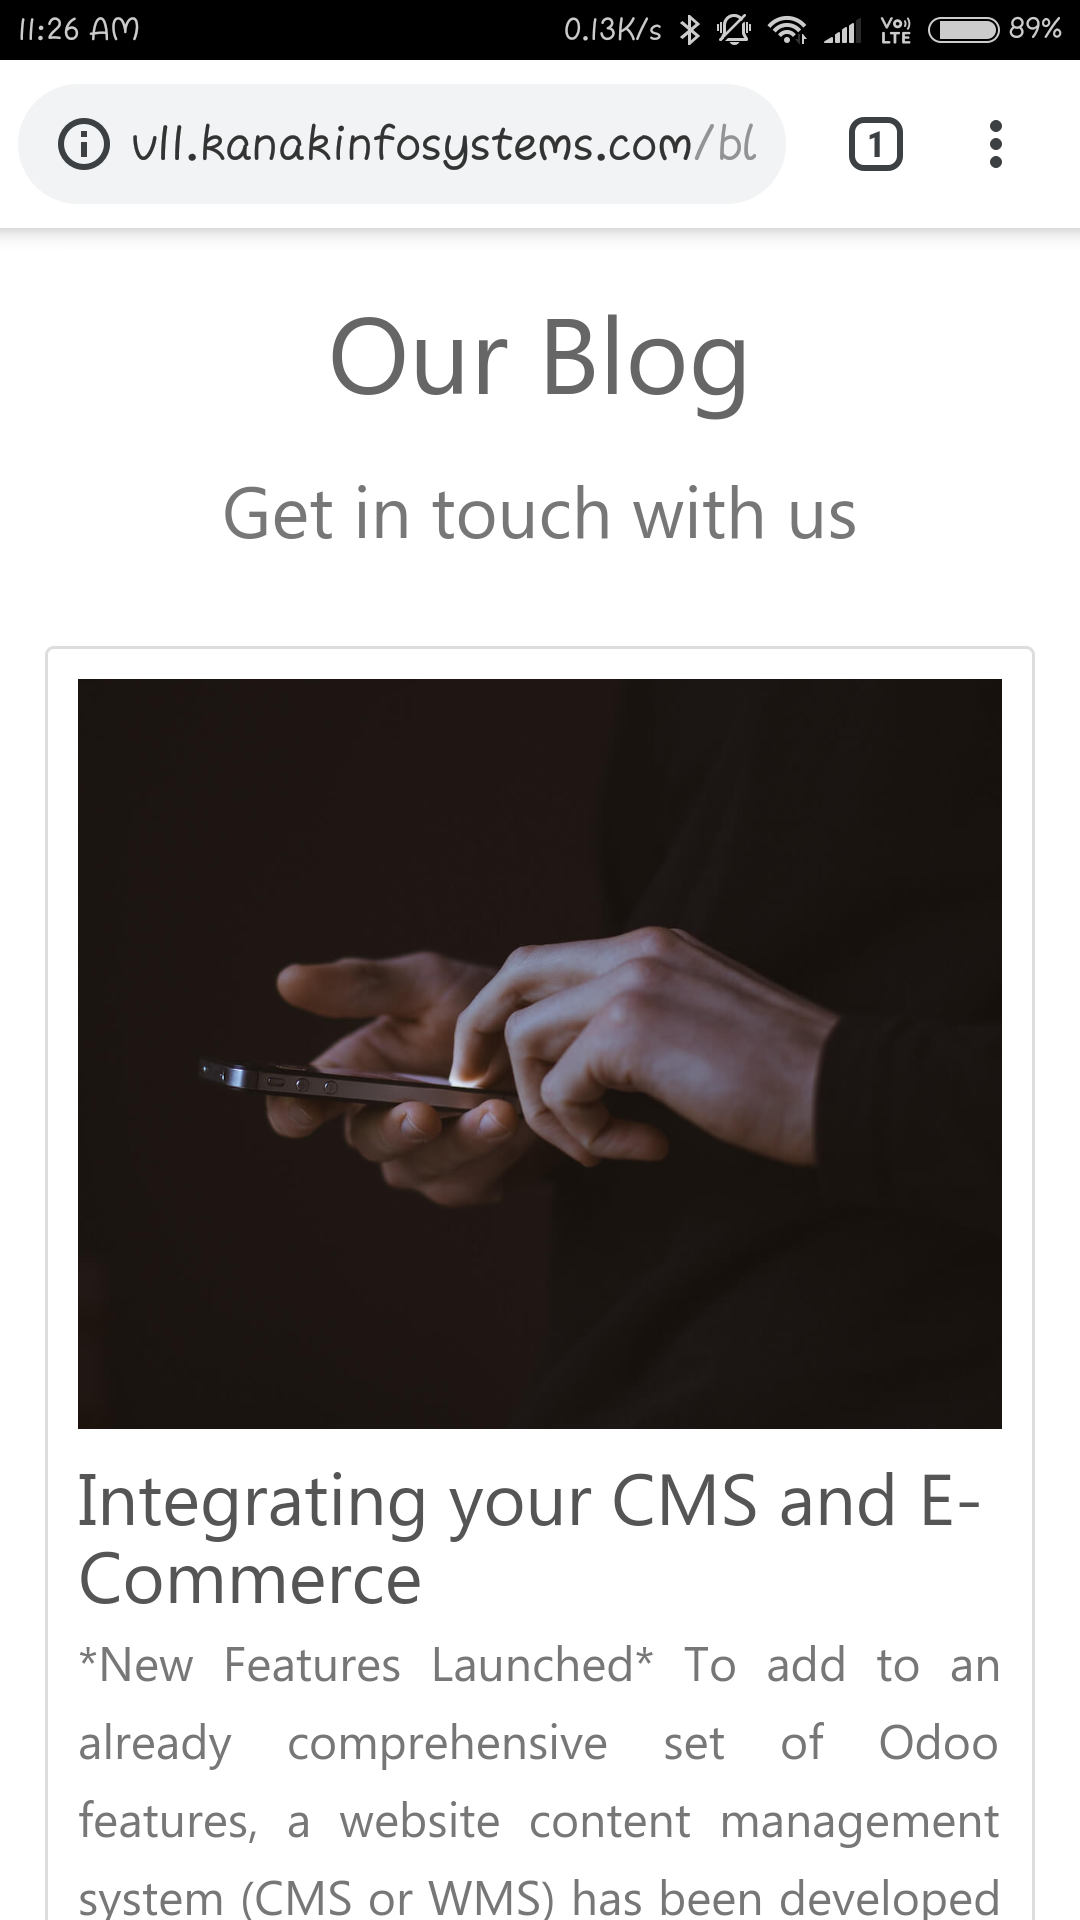 11:26 AM 0.13K/s Vo)) LTE 89%
v11.kanakinfosystems.com/bl 1
Our Blog
Get in touch with us
Integrating your CMS and E-
Commerce
*New Features Launched* To add to an
already comprehensive set of Odoo
features, a website content management
system (CMS or WMS) has been developed